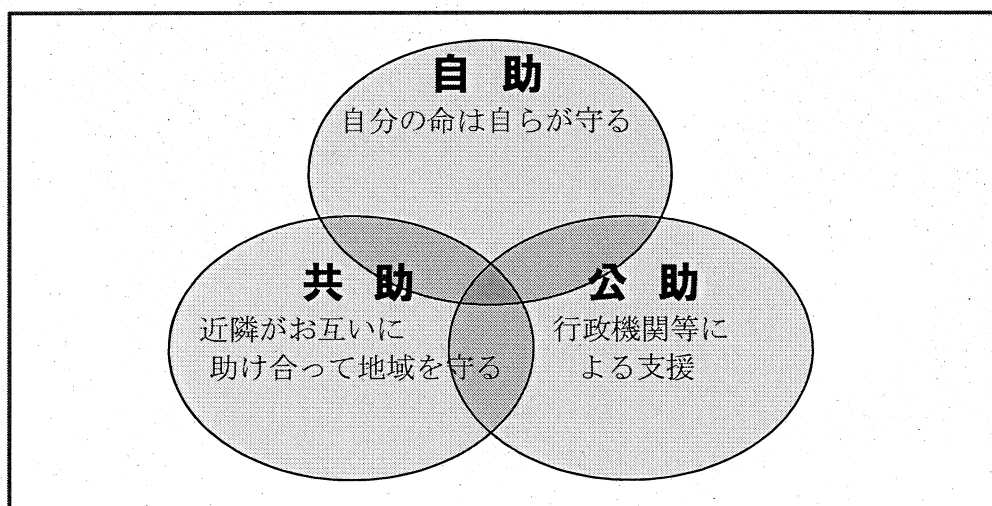 自 助
自分の命は自らが守る
共 助
近隣がお互いに
助け合って地域を守る
公 助
行政機関等に
よる支援